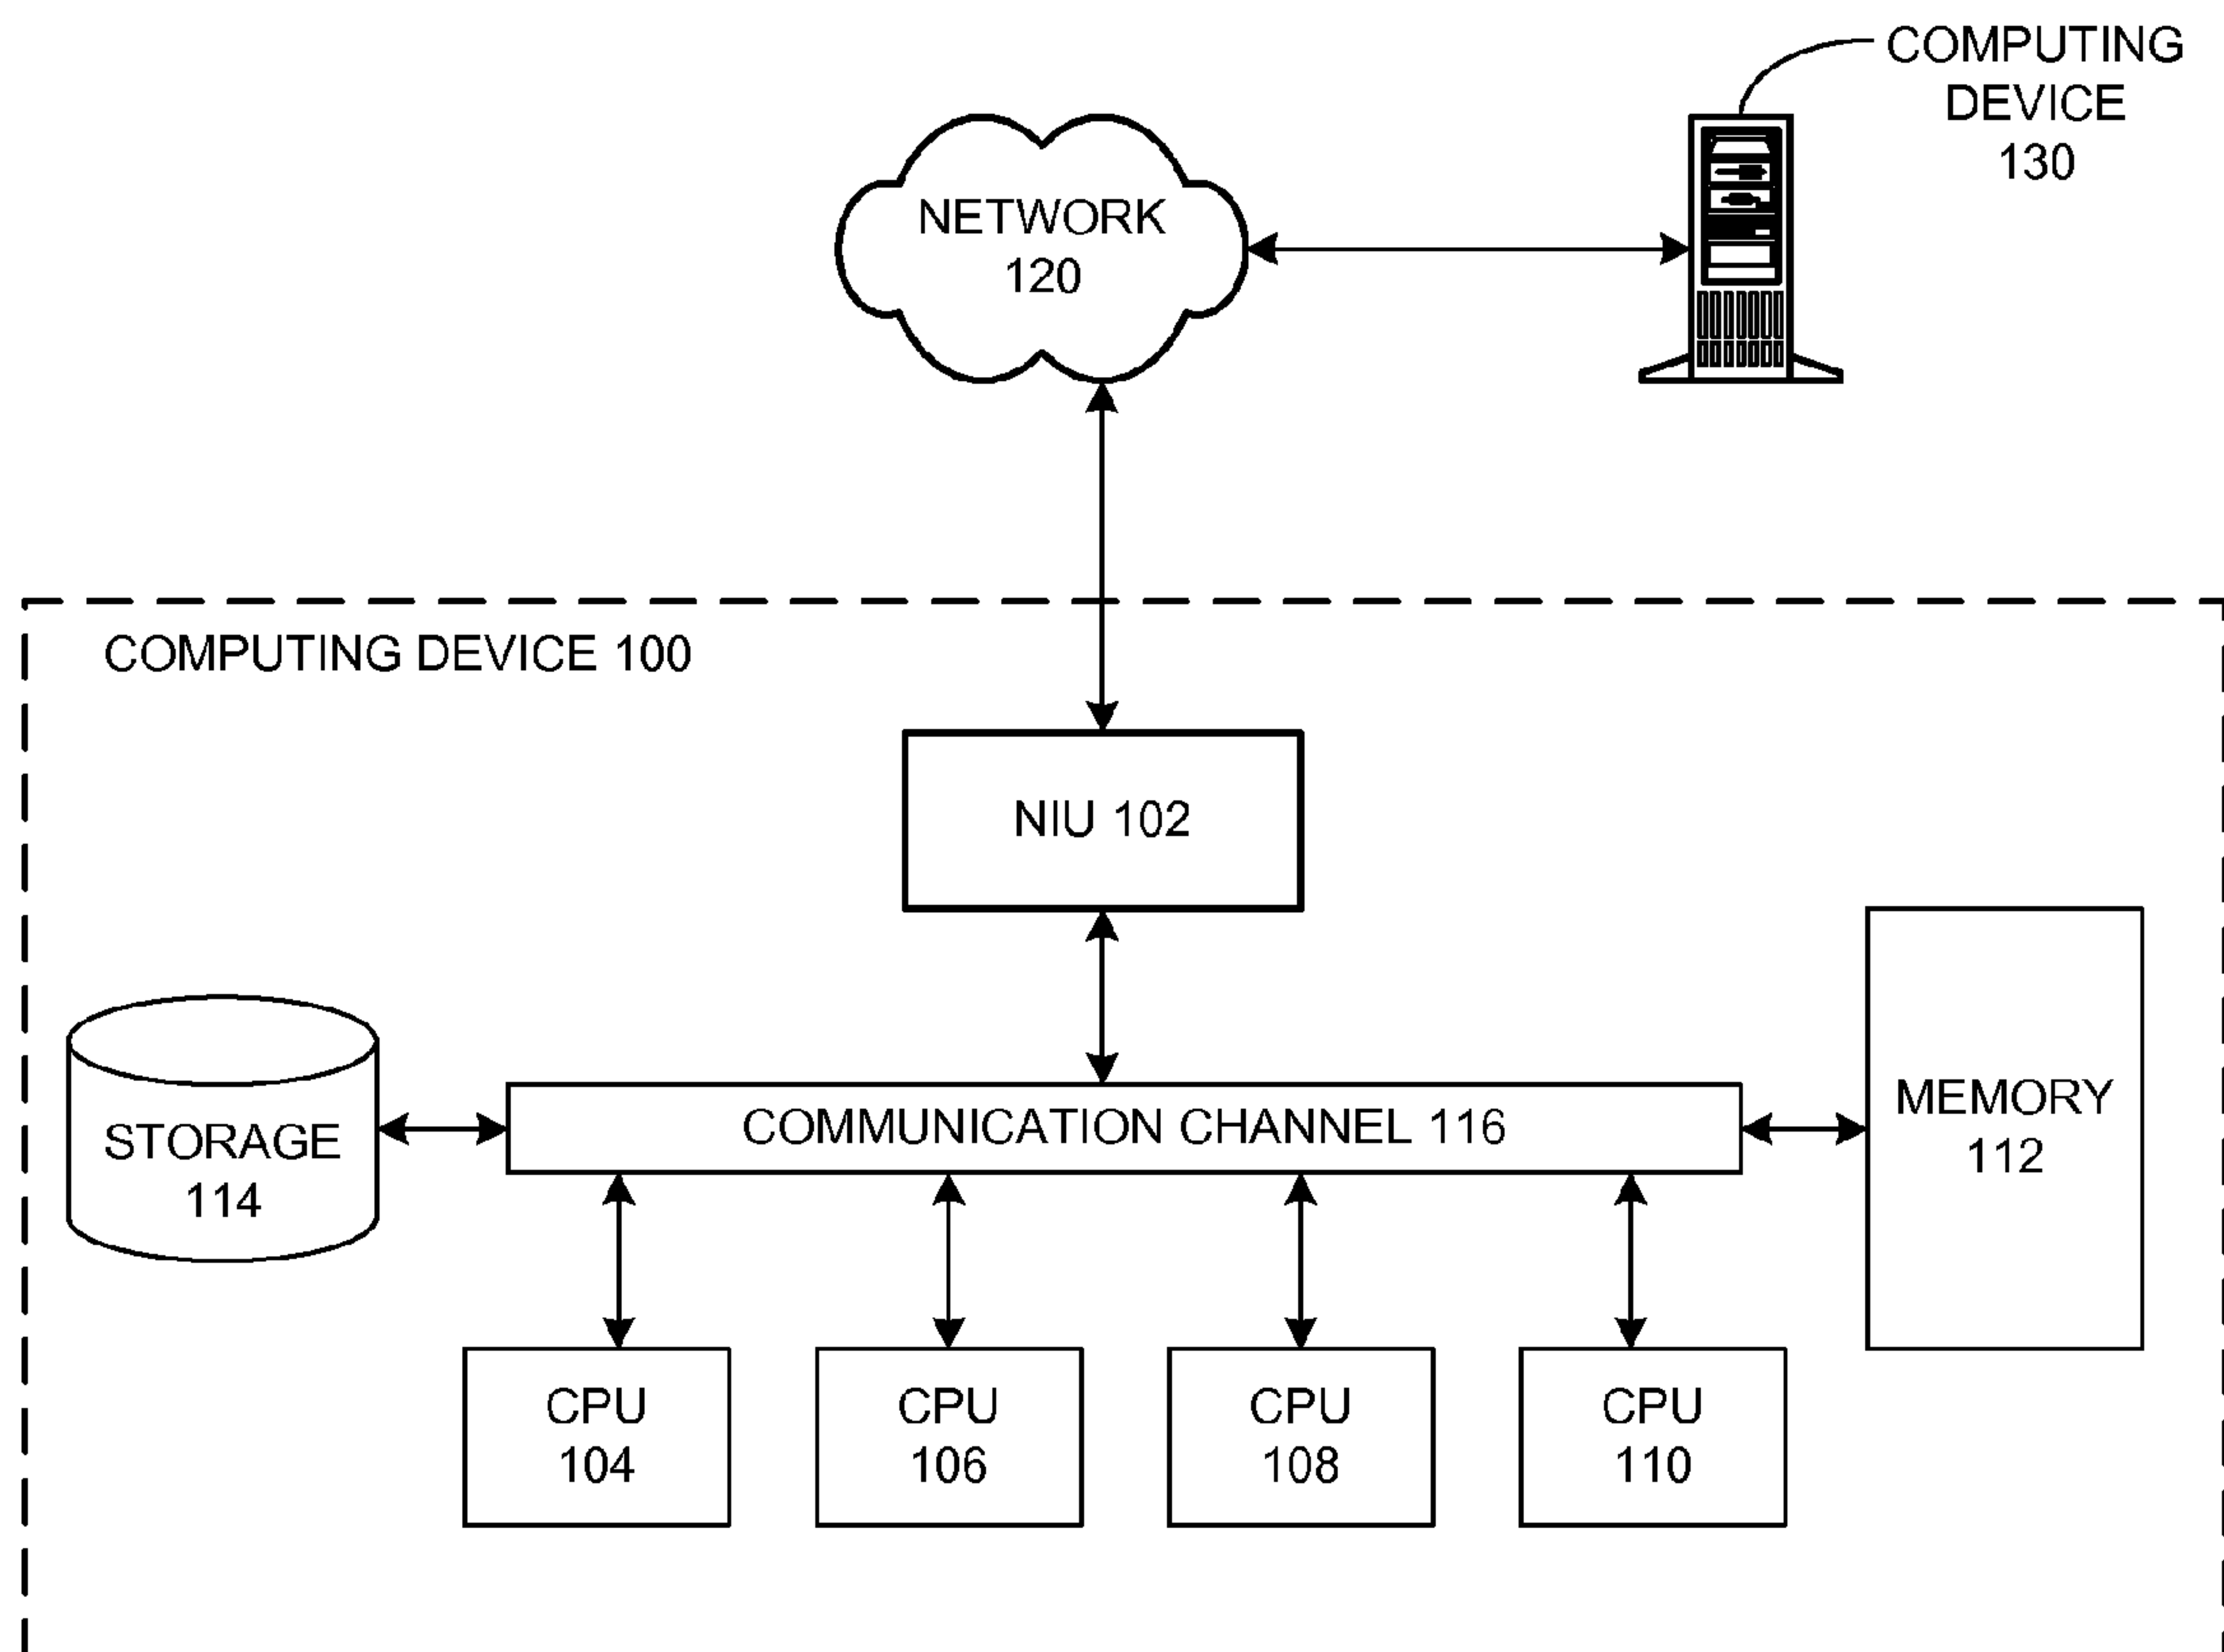 COMPUTING
DEVICE
130
NETWORK
120
COMPUTING DEVICE 100
NIU 102
COMMUNICATION CHANNEL 116
MEMORY
112
STORAGE
114
CPU
104
CPU
106
CPU
108
CPU
110